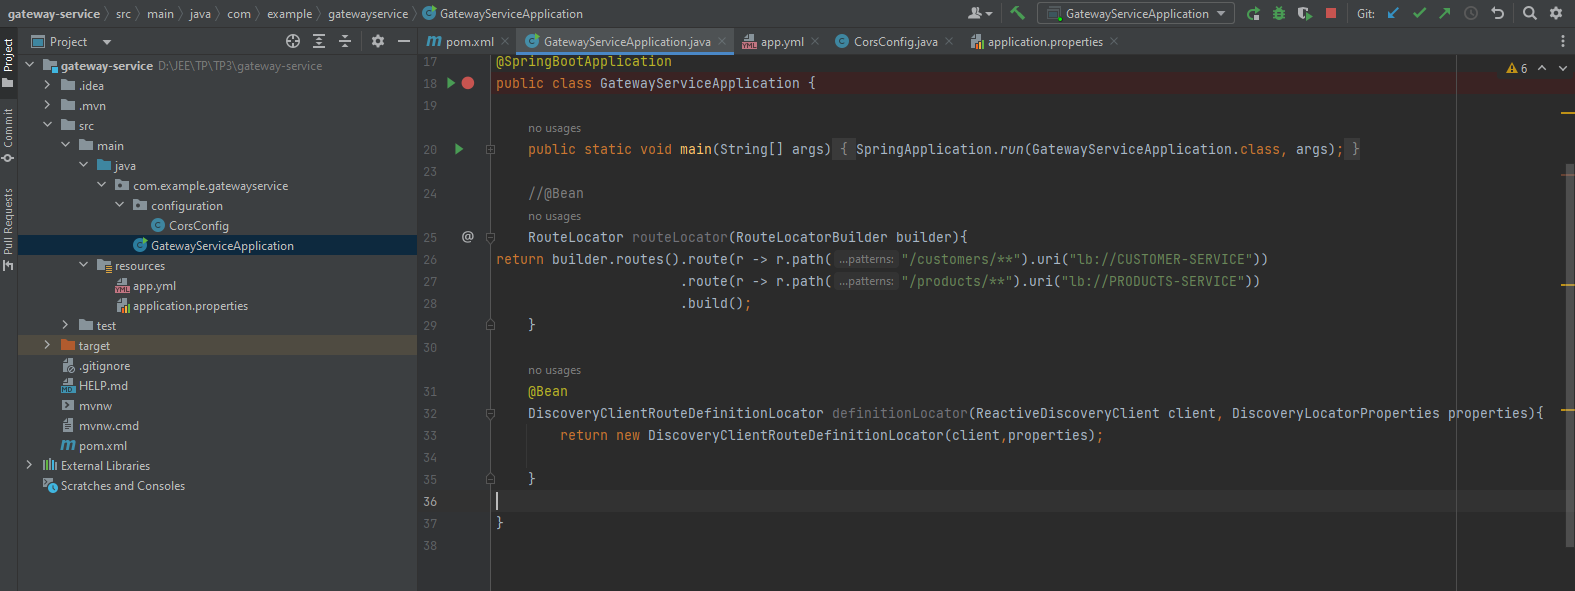 gateway-service › src › main › java › com › example › gatewayservice › GatewayServiceApplication
GatewayServiceApplication
Git:
Project
Project
Commit
Pull Requests
pom.xml
GatewayServiceApplication.java
app.yml
CorsConfig.java
application.properties
gateway-service D:\JEE\TP\TP3\gateway-service
.idea
.mvn
src
main
java
com.example.gatewayservice
configuration
CorsConfig
GatewayServiceApplication
resources
app.yml
application.properties
test
target
.gitignore
HELP.md
mvnw
mvnw.cmd
pom.xml
External Libraries
Scratches and Consoles
6
17 @SpringBootApplication
18 public class GatewayServiceApplication {
19
no usages
20 public static void main(String[] args) { SpringApplication.run(GatewayServiceApplication.class, args); }
23
24 //@Bean
no usages
25 @ RouteLocator routeLocator(RouteLocatorBuilder builder){
26 return builder.routes().route(r -> r.path( ...patterns: "/customers/**").uri("lb://CUSTOMER-SERVICE"))
27 .route(r -> r.path( ...patterns: "/products/**").uri("lb://PRODUCTS-SERVICE"))
28 .build();
29 }
30
no usages
31 @Bean
32 DiscoveryClientRouteDefinitionLocator definitionLocator(ReactiveDiscoveryClient client, DiscoveryLocatorProperties properties){
33 return new DiscoveryClientRouteDefinitionLocator(client,properties);
34
35 }
36
37 }
38